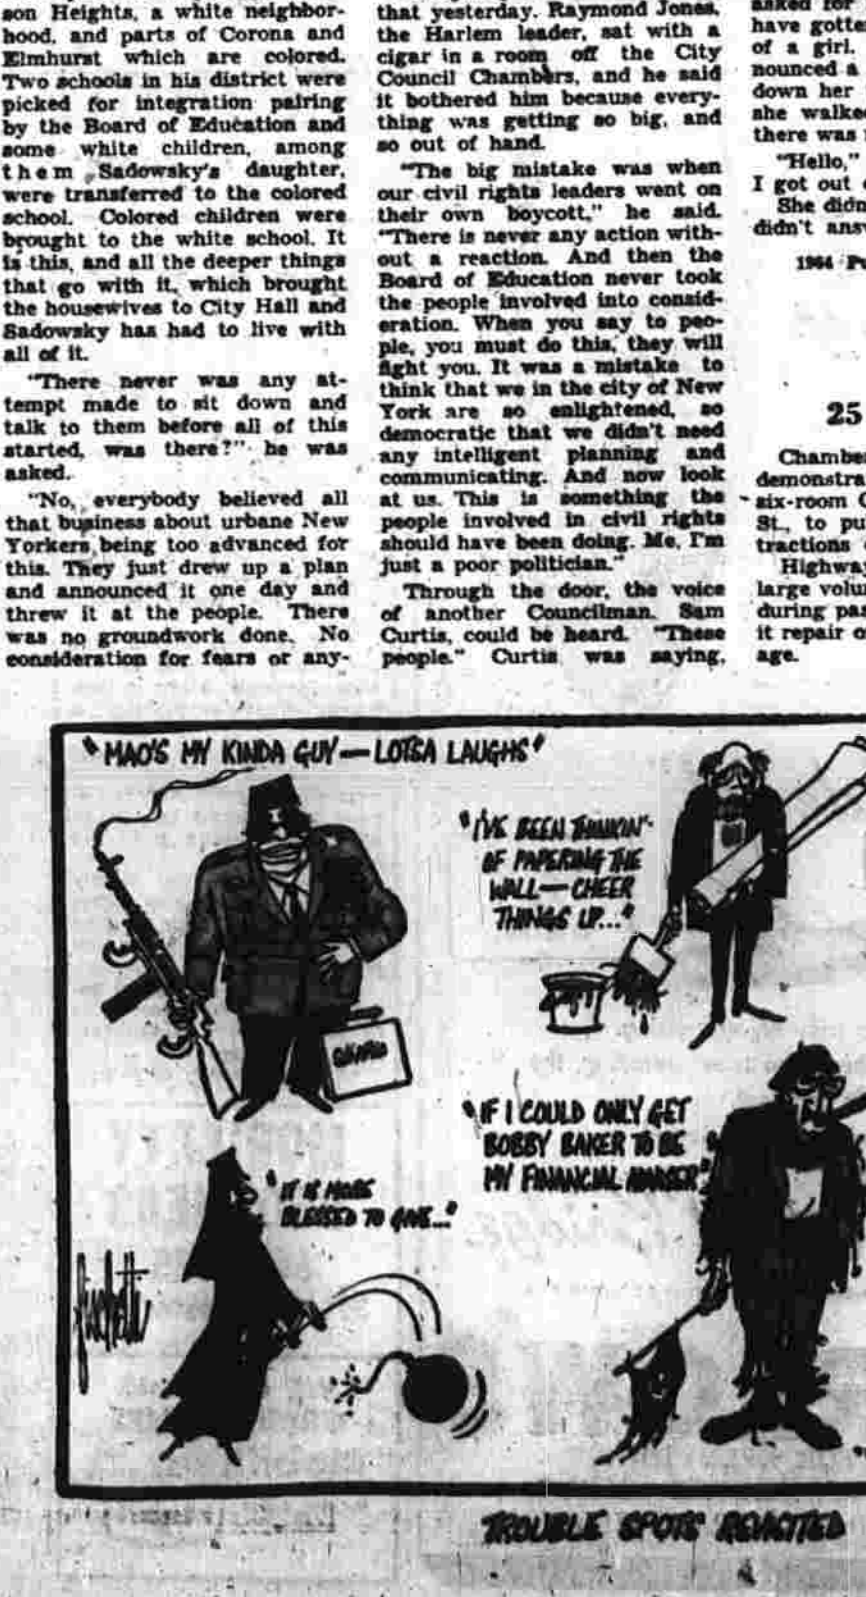 son Heights, a white neighbor-
hood, and parts of Corona and
Elmhurst which are colored.
Two schools in his district were
picked for integration pairing
by the Board of Education and
some white children, among
them Sadowsky's daughter,
were transferred to the colored
school. Colored children were
brought to the white school. It
is this, and all the deeper things
that go with it, which brought
the housewives to City Hall and
Sadowsky has had to live with
all of it.
"There never was any at-
tempt made to sit down and
talk to them before all of this
started, was there?" he was
asked.
"No, everybody believed all
that business about urbane New
Yorkers being too advanced for
this. They just drew up a plan
and announced it one day and
threw it at the people. There
was no groundwork done. No
consideration for fears or any-
that yesterday. Raymond Jones,
the Harlem leader, sat with a
cigar in a room off the City
Council Chambers, and he said
it bothered him because every-
thing was getting so big, and
so out of hand.
"The big mistake was when
our civil rights leaders went on
their own boycott," he said.
"There is never any action with-
out a reaction. And then the
Board of Education never took
the people involved into consid-
eration. When you say to peo-
ple, you must do this, they will
fight you. It was a mistake to
think that we in the city of New
York are so enlightened, so
democratic that we didn't need
any intelligent planning and
communicating. And now look
at us. This is something the
people involved in civil rights
should have been doing. Me, I'm
just a poor politician."
Through the door, the voice
of another Councilman, Sam
Curtis, could be heard. "These
people." Curtis was saying,
asked for
have gotte
of a girl.
nounced a
down her
she walke
there was
"Hello,"
I got out
She didn
didn't ans
1964 Pu
25
Chambe
demonstra
six-room
St., to pu
tractions
Highway
large volu
during pa
it repair o
age.
"MAO'S MY KINDA GUY—LOTSA LAUGHS"
"I'VE BEEN THINKIN'
OF PAPERING THE
WALL—CHEER
THINGS UP..."
"IF I COULD ONLY GET
BOBBY BAKER TO BE
MY FINANCIAL
"IT IS MORE
BLESSED TO GIVE..."
Fischetti
TROUBLE SPOTS REVISITED